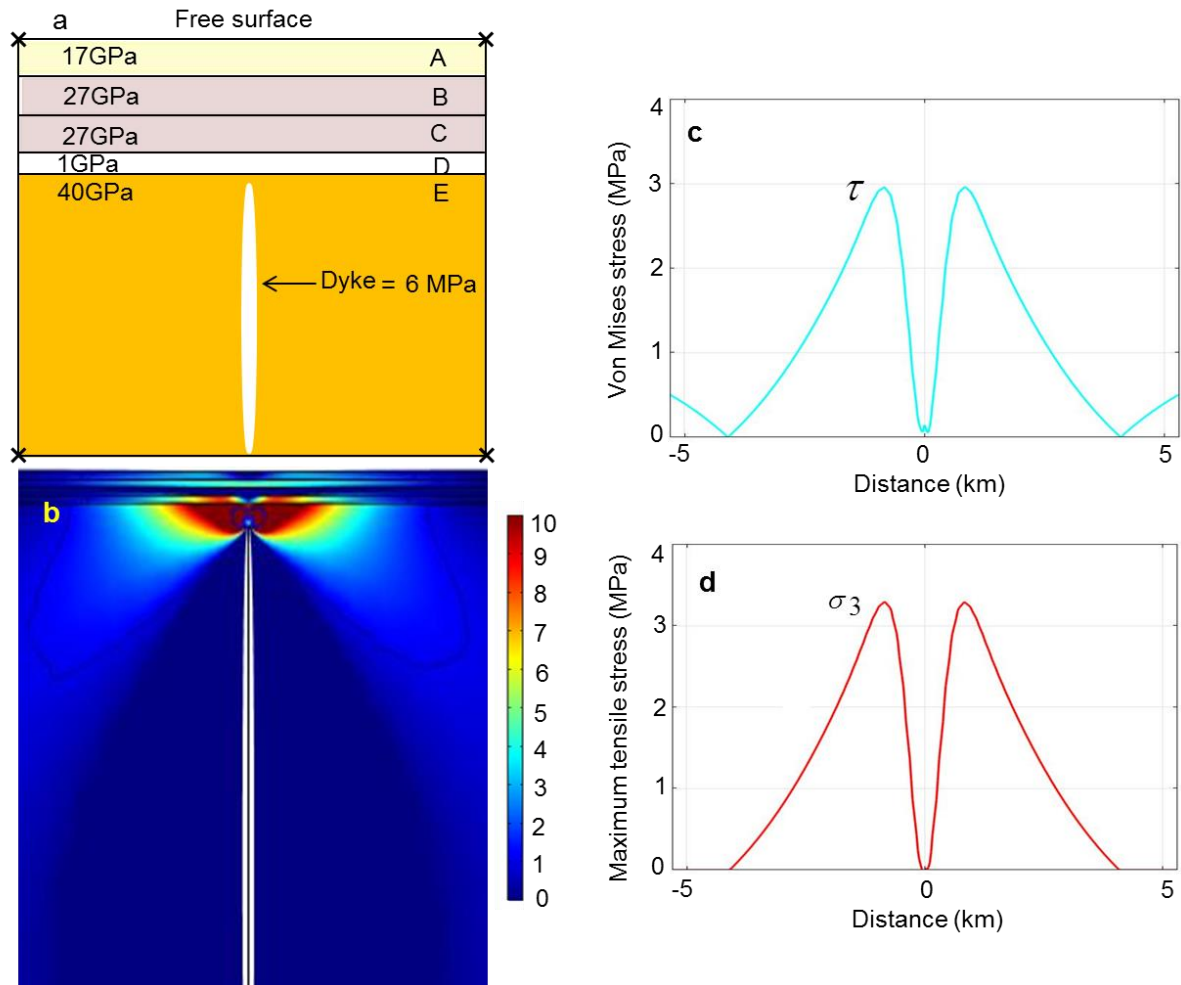 a
Free surface
17GPa A
27GPa B
27GPa C
1GPa D
40GPa E
Dyke = 6 MPa
b
10
9
8
7
6
5
4
3
2
1
0
c
τ
Von Mises stress (MPa)
4
3
2
1
0
-5 0 5
Distance (km)
d
σ3
Maximum tensile stress (MPa)
4
3
2
1
0
-5 0 5
Distance (km)